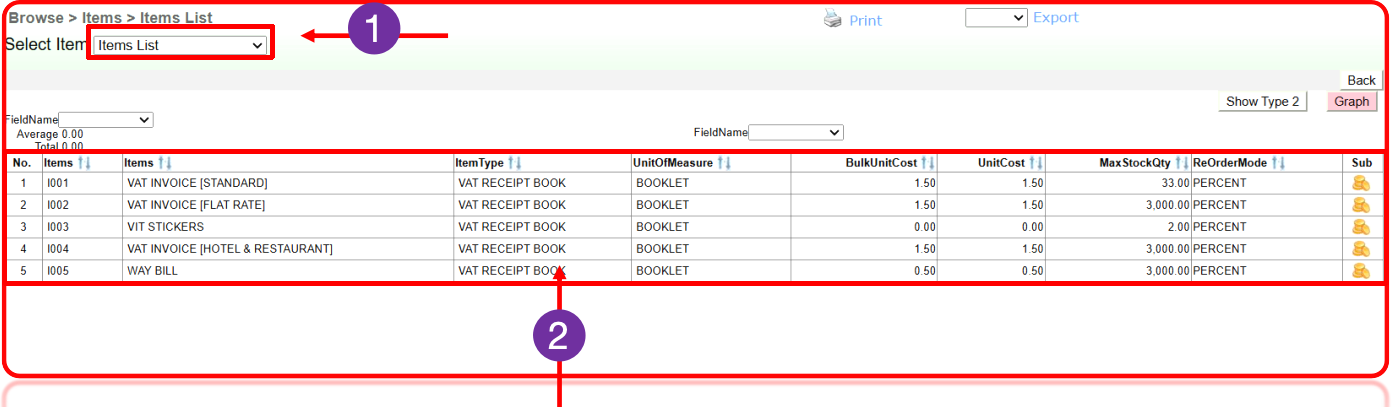 Browse > Items > Items List
Print
Export
Select Item Items List
1
Back
Show Type 2 Graph
FieldName
Average 0.00
Total 0.00
FieldName
No. Items Items ItemType UnitOfMeasure BulkUnitCost UnitCost MaxStockQty ReOrderMode Sub
1 I001 VAT INVOICE [STANDARD] VAT RECEIPT BOOK BOOKLET 1.50 1.50 33.00 PERCENT
2 I002 VAT INVOICE [FLAT RATE] VAT RECEIPT BOOK BOOKLET 1.50 1.50 3,000.00 PERCENT
3 I003 VIT STICKERS VAT RECEIPT BOOK BOOKLET 0.00 0.00 2.00 PERCENT
4 I004 VAT INVOICE [HOTEL & RESTAURANT] VAT RECEIPT BOOK BOOKLET 1.50 1.50 3,000.00 PERCENT
5 I005 WAY BILL VAT RECEIPT BOOK BOOKLET 0.50 0.50 3,000.00 PERCENT
2